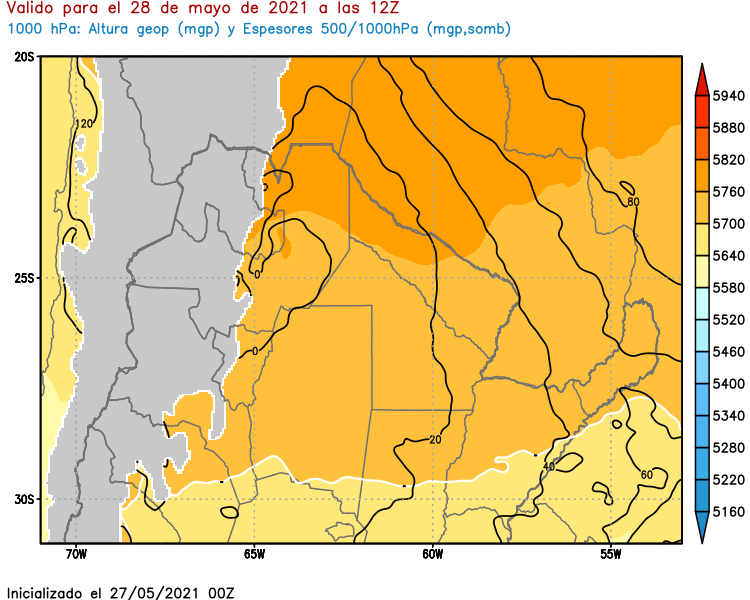 Valido para el 28 de mayo de 2021 a las 12Z
1000 hPa: Altura geop (mgp) y Espesores 500/1000hPa (mgp,somb)
20S
25S
30S
70W
65W
60W
55W
120
80
0
0
20
40
60
5940
5880
5820
5760
5700
5640
5580
5520
5460
5400
5340
5280
5220
5160
Inicializado el 27/05/2021 00Z